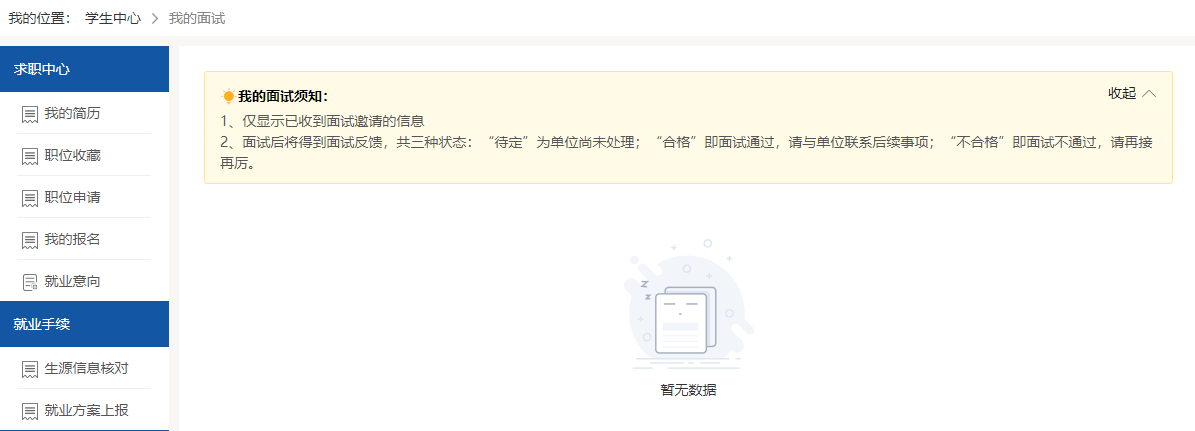 我的位置： 学生中心 > 我的面试
求职中心
我的简历
职位收藏
职位申请
我的报名
就业意向
就业手续
生源信息核对
就业方案上报
我的面试须知：
收起
1、仅显示已收到面试邀请的信息
2、面试后将得到面试反馈，共三种状态：“待定”为单位尚未处理；“合格”即面试通过，请与单位联系后续事项；“不合格”即面试不通过，请再接
再厉。
z
z
暂无数据